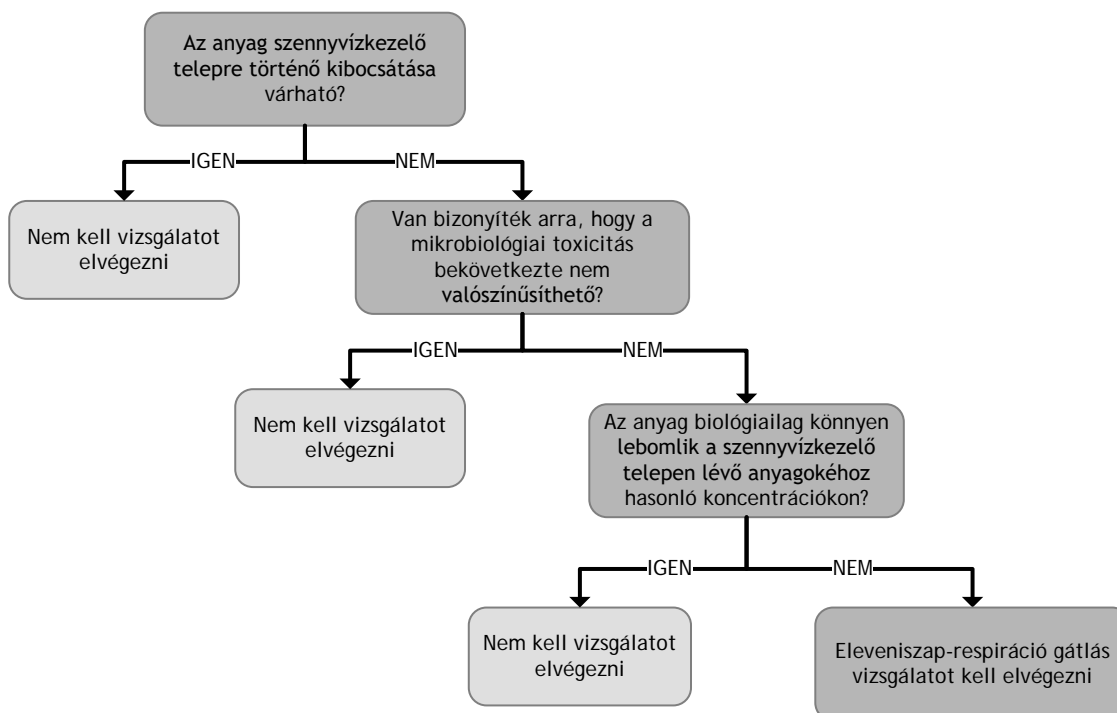 Az anyag szennyvízkezelő
telepre történő kibocsátása
várható?
IGEN
NEM
Nem kell vizsgálatot
elvégezni
Van bizonyíték arra, hogy a
mikrobiológiai toxicitás
bekövetkezte nem
valószínűsíthető?
IGEN
NEM
Nem kell vizsgálatot
elvégezni
Az anyag biológiailag könnyen
lebomlik a szennyvízkezelő
telepen lévő anyagokéhoz
hasonló koncentrációkon?
IGEN
NEM
Nem kell vizsgálatot
elvégezni
Eleveniszap-respiráció gátlás
vizsgálatot kell elvégezni